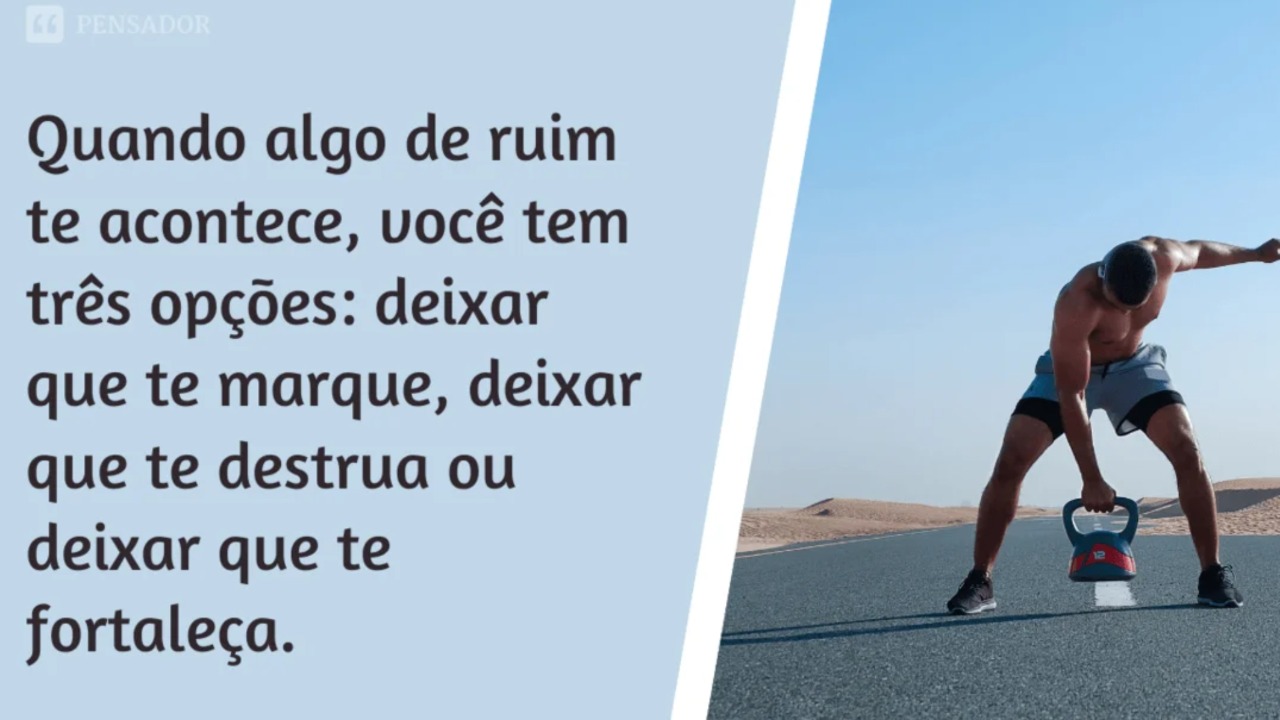 PENSADOR
Quando algo de ruim
te acontece, você tem
três opções: deixar
que te marque, deixar
que te destrua ou
deixar que te
fortaleça.
12